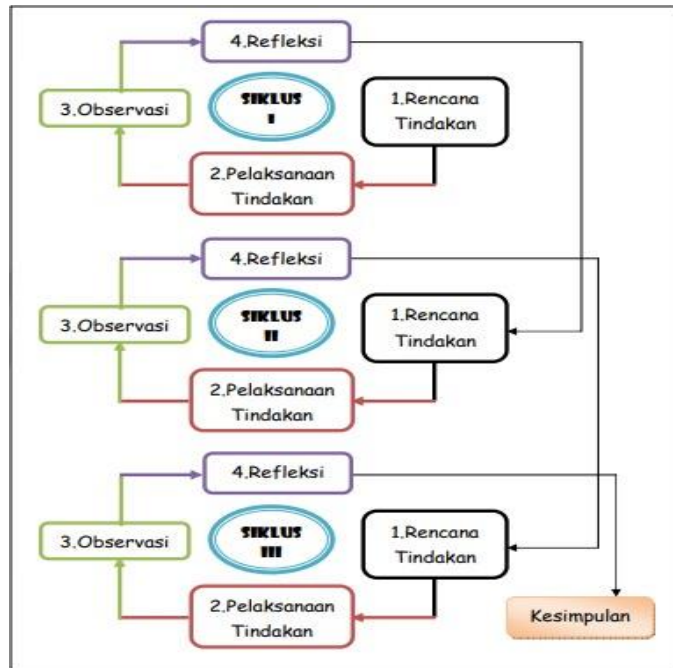 4.Refleksi
3.Observasi
SIKLUS
I
1.Rencana
Tindakan
2.Pelaksanaan
Tindakan
4.Refleksi
3.Observasi
SIKLUS
II
1.Rencana
Tindakan
2.Pelaksanaan
Tindakan
4.Refleksi
3.Observasi
SIKLUS
III
1.Rencana
Tindakan
2.Pelaksanaan
Tindakan
Kesimpulan